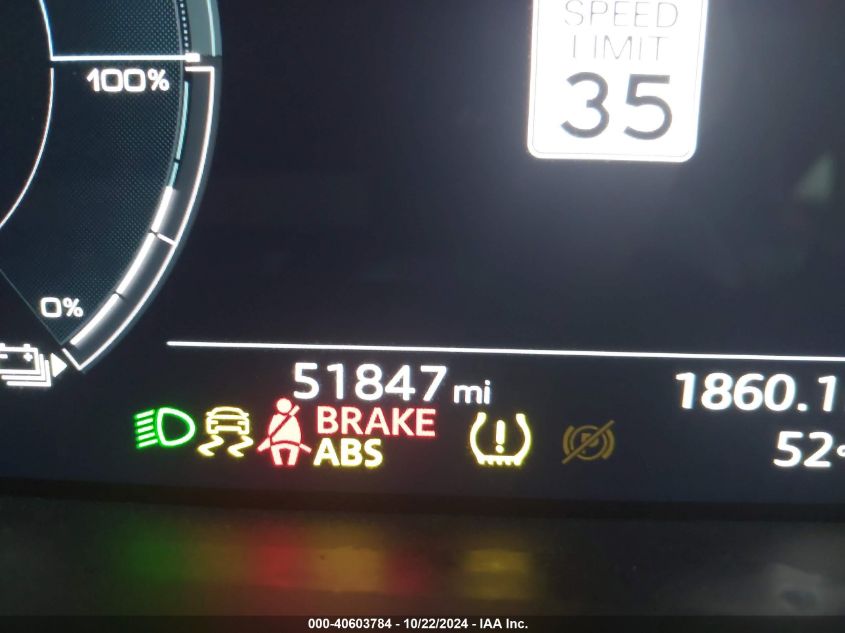 SPEED
LIMIT
35
100%
0%
51847 mi
1860.1
BRAKE
ABS
52
000-40603784 - 10/22/2024 - IAA Inc.